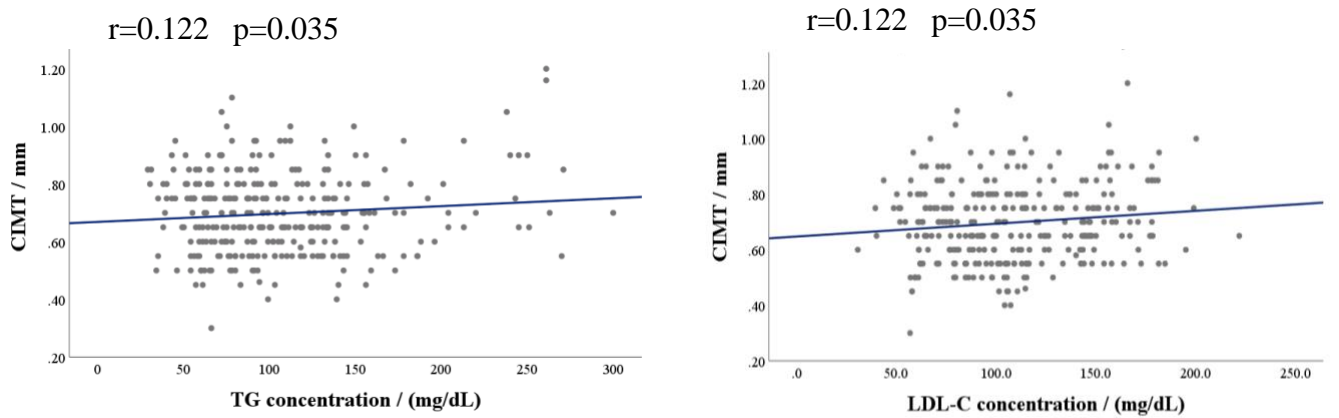 r=0.122 p=0.035
1.20
1.00
.80
.60
.40
.20
CIMT / mm
0 50 100 150 200 250 300
TG concentration / (mg/dL)
r=0.122 p=0.035
1.20
1.00
.80
.60
.40
.20
CIMT / mm
.0 50.0 100.0 150.0 200.0 250.0
LDL-C concentration / (mg/dL)